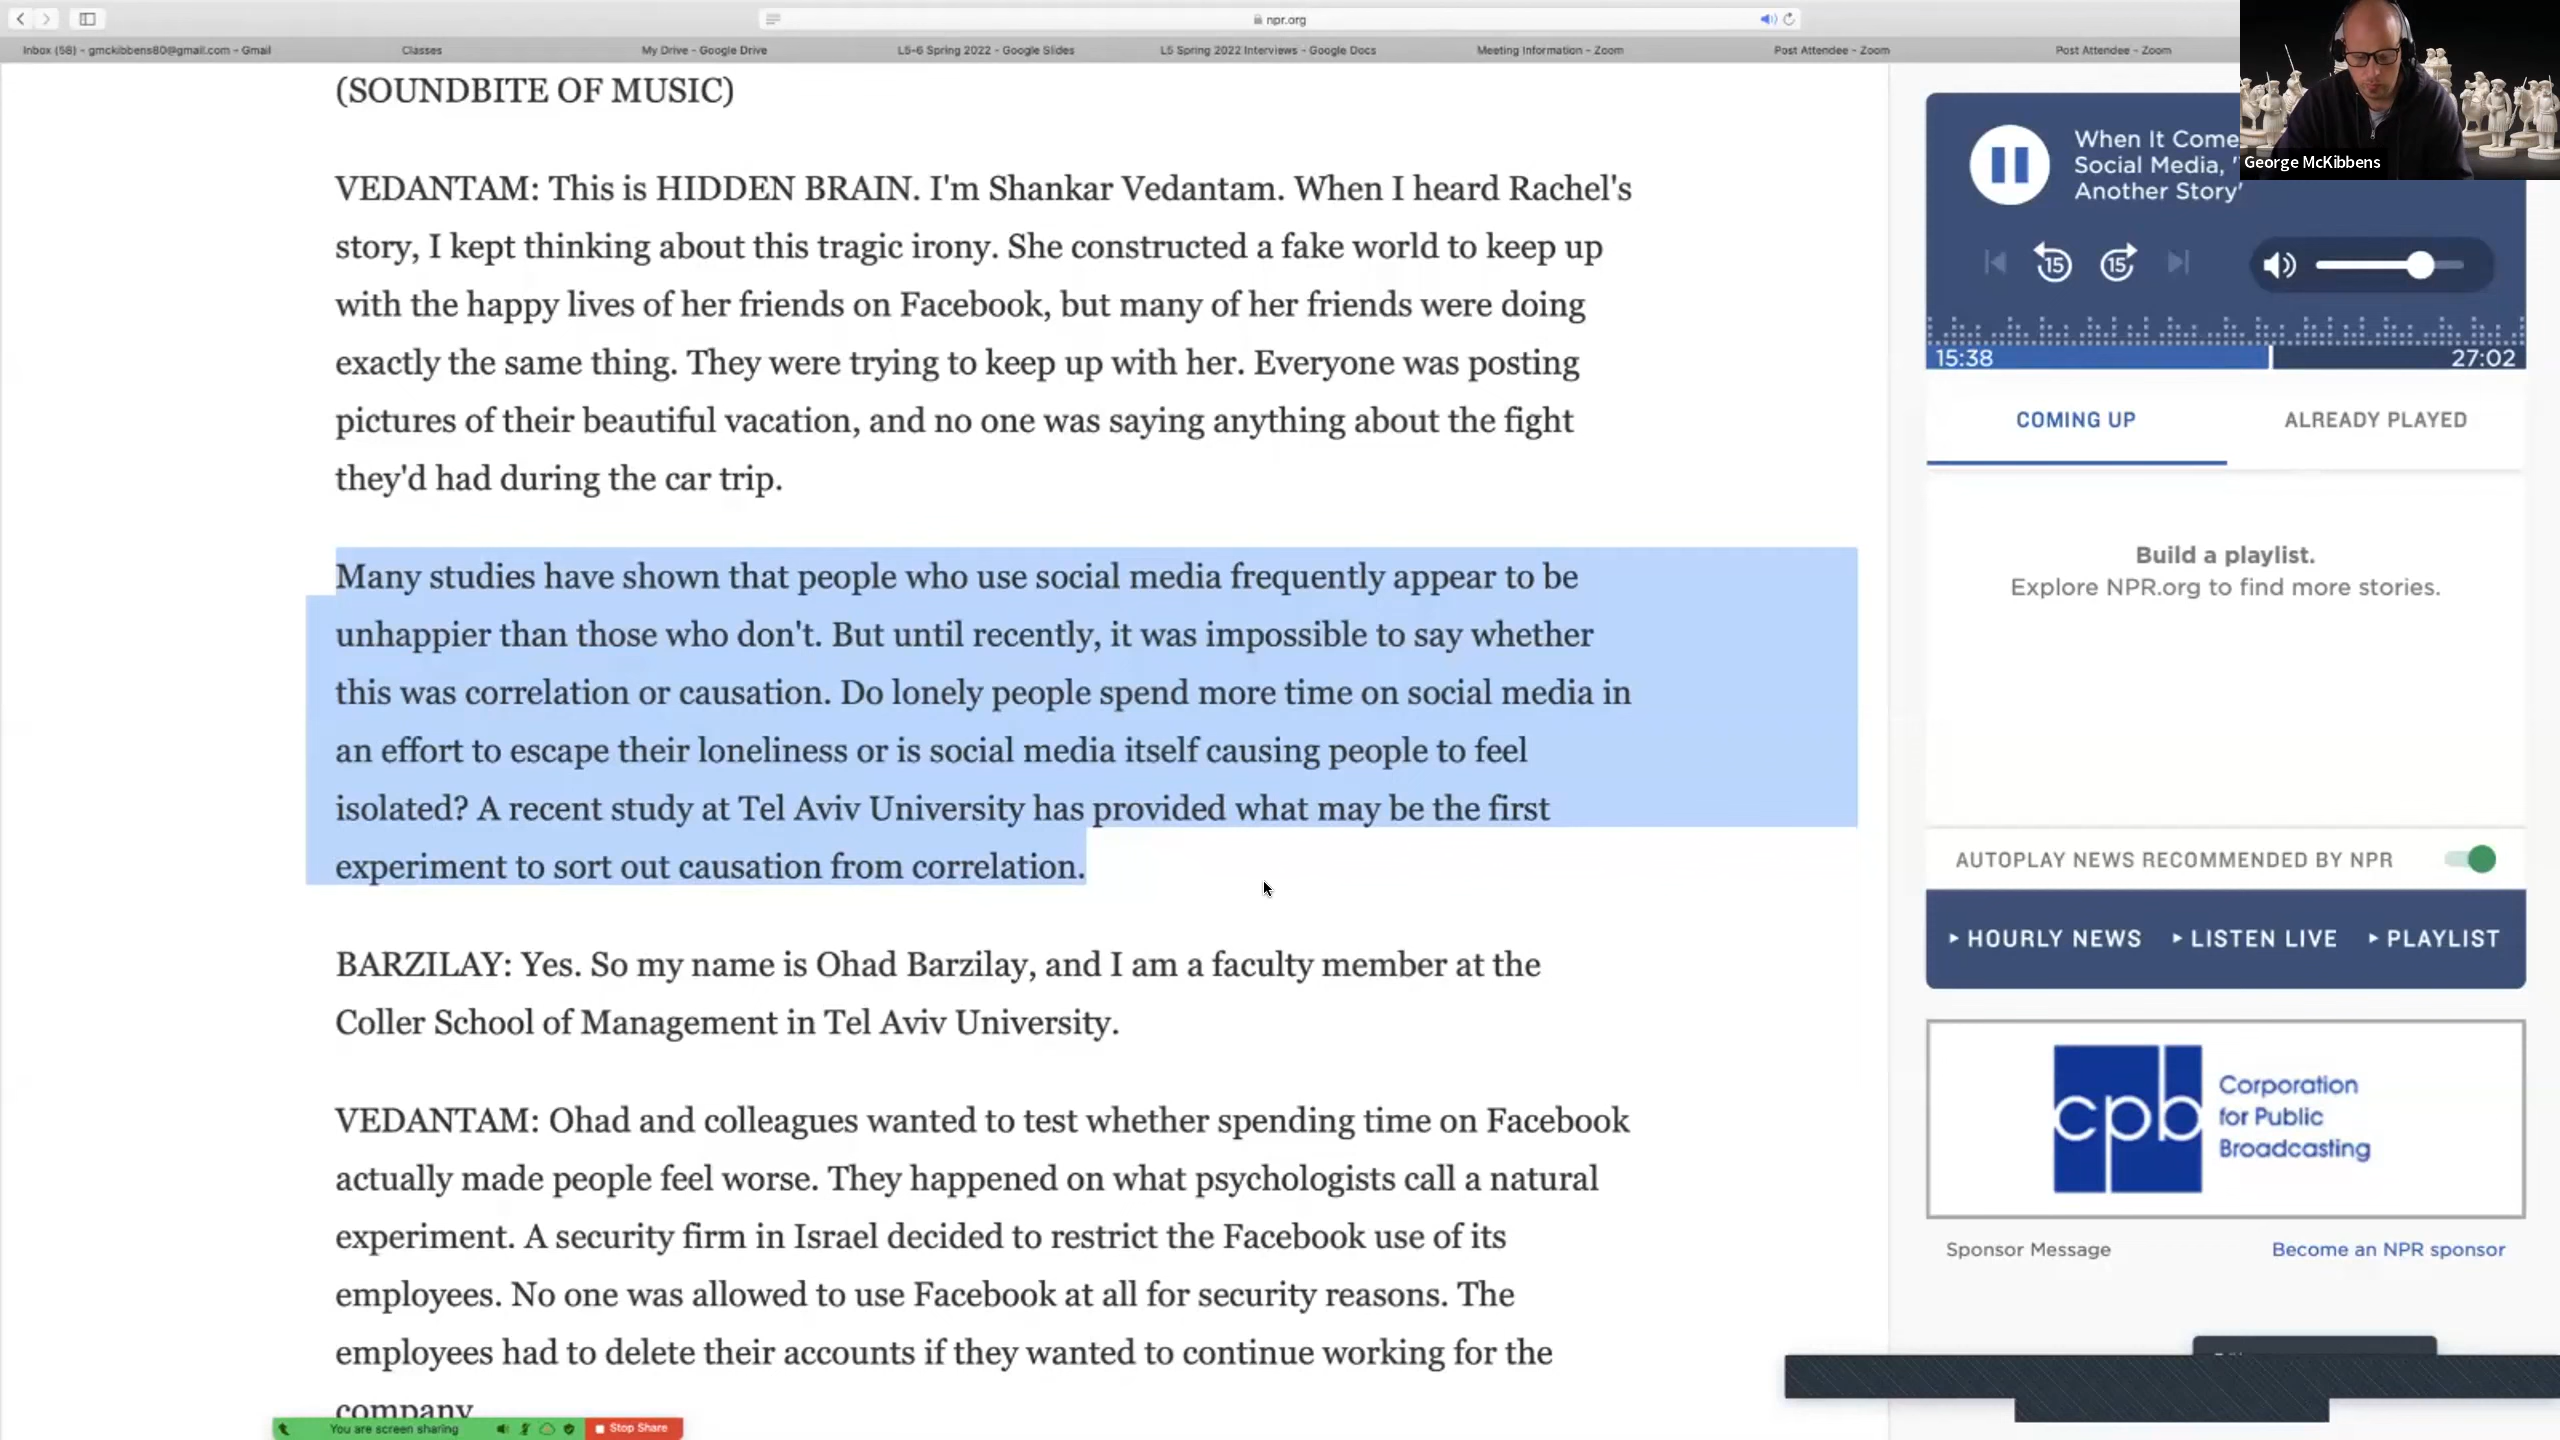 npr.org
Inbox (58) - gmckibbens80@gmail.com - Gmail
Classes
My Drive - Google Drive
L5-6 Spring 2022 - Google Slides
L5 Spring 2022 Interviews - Google Docs
Meeting Information - Zoom
Post Attendee - Zoom
Post Attendee - Zoom
(SOUNDBITE OF MUSIC)
VEDANTAM: This is HIDDEN BRAIN. I'm Shankar Vedantam. When I heard Rachel's
story, I kept thinking about this tragic irony. She constructed a fake world to keep up
with the happy lives of her friends on Facebook, but many of her friends were doing
exactly the same thing. They were trying to keep up with her. Everyone was posting
pictures of their beautiful vacation, and no one was saying anything about the fight
they'd had during the car trip.
Many studies have shown that people who use social media frequently appear to be
unhappier than those who don't. But until recently, it was impossible to say whether
this was correlation or causation. Do lonely people spend more time on social media in
an effort to escape their loneliness or is social media itself causing people to feel
isolated? A recent study at Tel Aviv University has provided what may be the first
experiment to sort out causation from correlation.
BARZILAY: Yes. So my name is Ohad Barzilay, and I am a faculty member at the
Coller School of Management in Tel Aviv University.
VEDANTAM: Ohad and colleagues wanted to test whether spending time on Facebook
actually made people feel worse. They happened on what psychologists call a natural
experiment. A security firm in Israel decided to restrict the Facebook use of its
employees. No one was allowed to use Facebook at all for security reasons. The
employees had to delete their accounts if they wanted to continue working for the
company
You are screen sharing
Stop Share
George McKibbens
When It Come
Social Media, '
Another Story'
15
15
15:38
27:02
COMING UP
ALREADY PLAYED
Build a playlist.
Explore NPR.org to find more stories.
AUTOPLAY NEWS RECOMMENDED BY NPR
HOURLY NEWS
LISTEN LIVE
PLAYLIST
cpb
Corporation
for Public
Broadcasting
Sponsor Message
Become an NPR sponsor